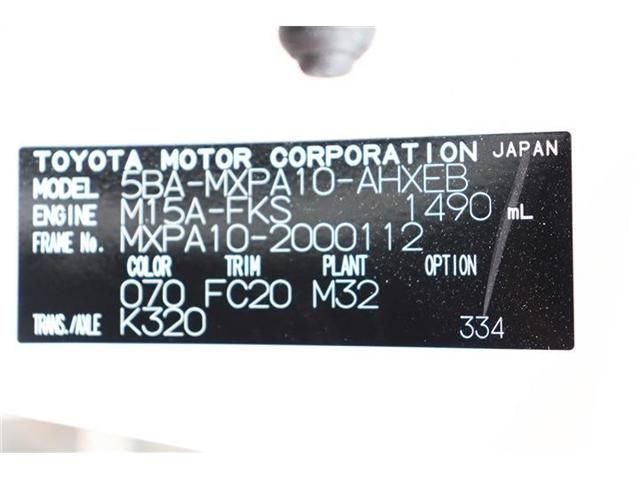 TOYOTA MOTOR CORPORATION JAPAN
MODEL 5BA-MXPA10-AHXEB
ENGINE M15A-FKS 1490 mL
FRAME No. MXPA10-2000112
COLOR TRIM PLANT OPTION
070 FC20 M32
TRANS./AXLE K320 334